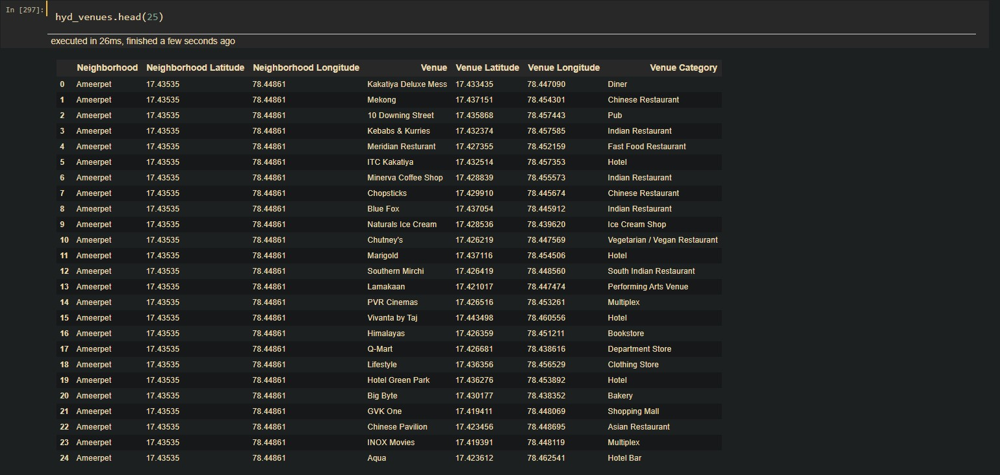 In [297]:
hyd_venues.head(25)
executed in 26ms, finished a few seconds ago
Neighborhood Neighborhood Latitude Neighborhood Longitude Venue Venue Latitude Venue Longitude Venue Category
0 Ameerpet 17.43535 78.44861 Kakatiya Deluxe Mess 17.433435 78.447090 Diner
1 Ameerpet 17.43535 78.44861 Mekong 17.437151 78.454301 Chinese Restaurant
2 Ameerpet 17.43535 78.44861 10 Downing Street 17.435868 78.457443 Pub
3 Ameerpet 17.43535 78.44861 Kebabs & Kurries 17.432374 78.457585 Indian Restaurant
4 Ameerpet 17.43535 78.44861 Meridian Resturant 17.427355 78.452159 Fast Food Restaurant
5 Ameerpet 17.43535 78.44861 ITC Kakatiya 17.432514 78.457353 Hotel
6 Ameerpet 17.43535 78.44861 Minerva Coffee Shop 17.428839 78.455573 Indian Restaurant
7 Ameerpet 17.43535 78.44861 Chopsticks 17.429910 78.445674 Chinese Restaurant
8 Ameerpet 17.43535 78.44861 Blue Fox 17.437054 78.445912 Indian Restaurant
9 Ameerpet 17.43535 78.44861 Naturals Ice Cream 17.428536 78.439620 Ice Cream Shop
10 Ameerpet 17.43535 78.44861 Chutney's 17.426219 78.447569 Vegetarian / Vegan Restaurant
11 Ameerpet 17.43535 78.44861 Marigold 17.437116 78.454506 Hotel
12 Ameerpet 17.43535 78.44861 Southern Mirchi 17.426419 78.448560 South Indian Restaurant
13 Ameerpet 17.43535 78.44861 Lamakaan 17.421017 78.447474 Performing Arts Venue
14 Ameerpet 17.43535 78.44861 PVR Cinemas 17.426516 78.453261 Multiplex
15 Ameerpet 17.43535 78.44861 Vivanta by Taj 17.443498 78.460556 Hotel
16 Ameerpet 17.43535 78.44861 Himalayas 17.426359 78.451211 Bookstore
17 Ameerpet 17.43535 78.44861 Q-Mart 17.426681 78.438616 Department Store
18 Ameerpet 17.43535 78.44861 Lifestyle 17.436356 78.456529 Clothing Store
19 Ameerpet 17.43535 78.44861 Hotel Green Park 17.436276 78.453892 Hotel
20 Ameerpet 17.43535 78.44861 Big Byte 17.430177 78.438352 Bakery
21 Ameerpet 17.43535 78.44861 GVK One 17.419411 78.448069 Shopping Mall
22 Ameerpet 17.43535 78.44861 Chinese Pavilion 17.423456 78.448695 Asian Restaurant
23 Ameerpet 17.43535 78.44861 INOX Movies 17.419391 78.448119 Multiplex
24 Ameerpet 17.43535 78.44861 Aqua 17.423612 78.462541 Hotel Bar